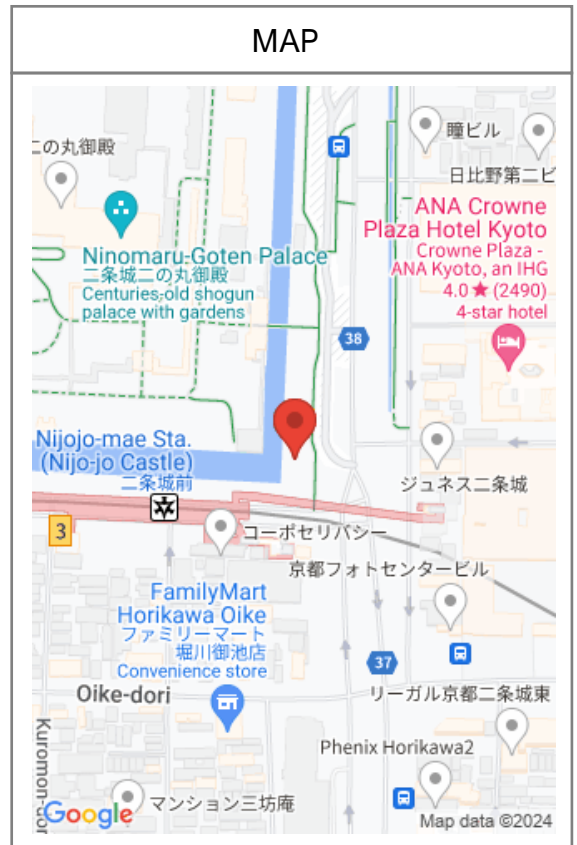 MAP
二の丸御殿
瞳ビル
日比野第二ビ
ANA Crowne
Plaza Hotel Kyoto
Crowne Plaza -
ANA Kyoto, an IHG
4.0★ (2490)
4-star hotel
Ninomaru-Goten Palace
二条城二の丸御殿
Centuries-old shogun
palace with gardens
38
Nijojo-mae Sta.
(Nijo-jo Castle)
二条城前
ジュネス二条城
3
コーポセリバシー
京都フォトセンタービル
FamilyMart
Horikawa Oike
ファミリーマート
堀川御池店
Convenience store
37
Oike-dori
リーガル京都二条城東
Kuromon-dor
Phenix Horikawa2
マンション三坊庵
Google
Map data ©2024